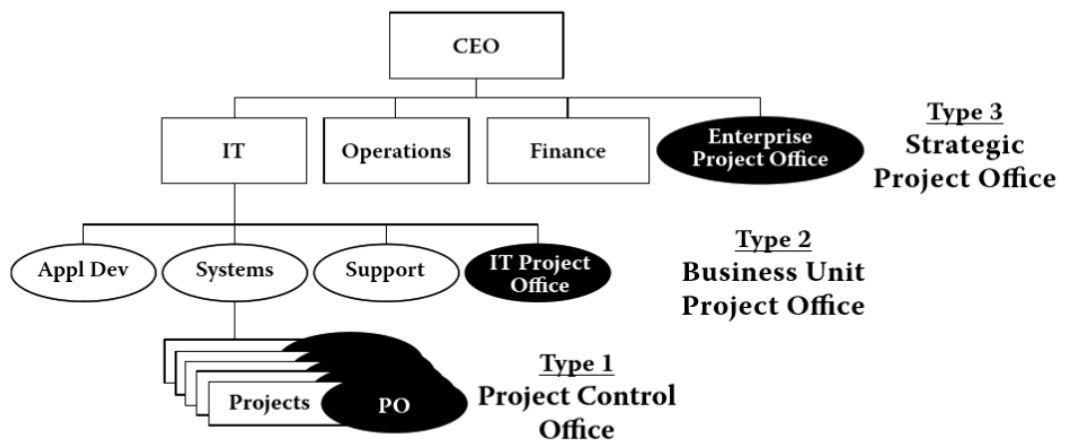 CEO
IT
Operations
Finance
Enterprise
Project Office
Type 3
Strategic
Project Office
Appl Dev
Systems
Support
IT Project
Office
Type 2
Business Unit
Project Office
Projects
PO
Type 1
Project Control
Office